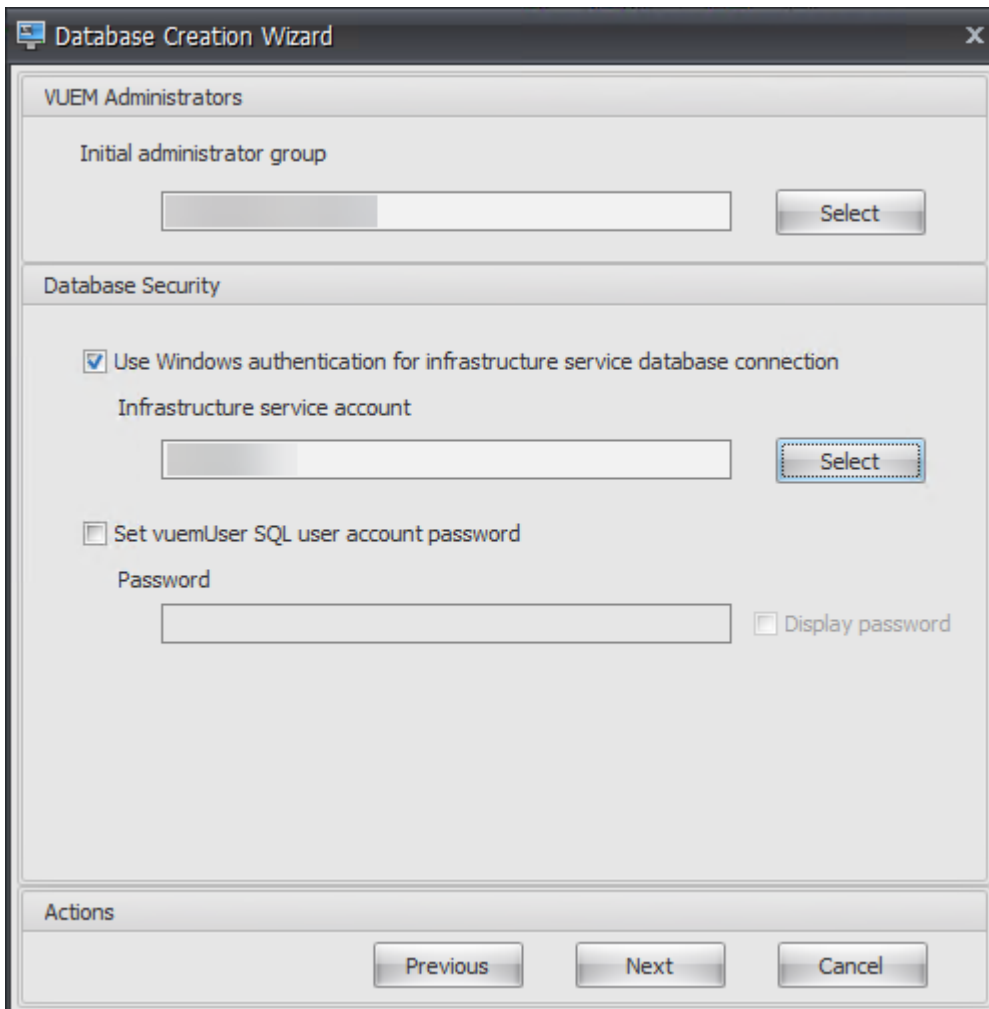 Database Creation Wizard
VUEM Administrators
Initial administrator group
Select
Database Security
Use Windows authentication for infrastructure service database connection
Infrastructure service account
Select
Set vuemUser SQL user account password
Password
Display password
Actions
Previous Next Cancel